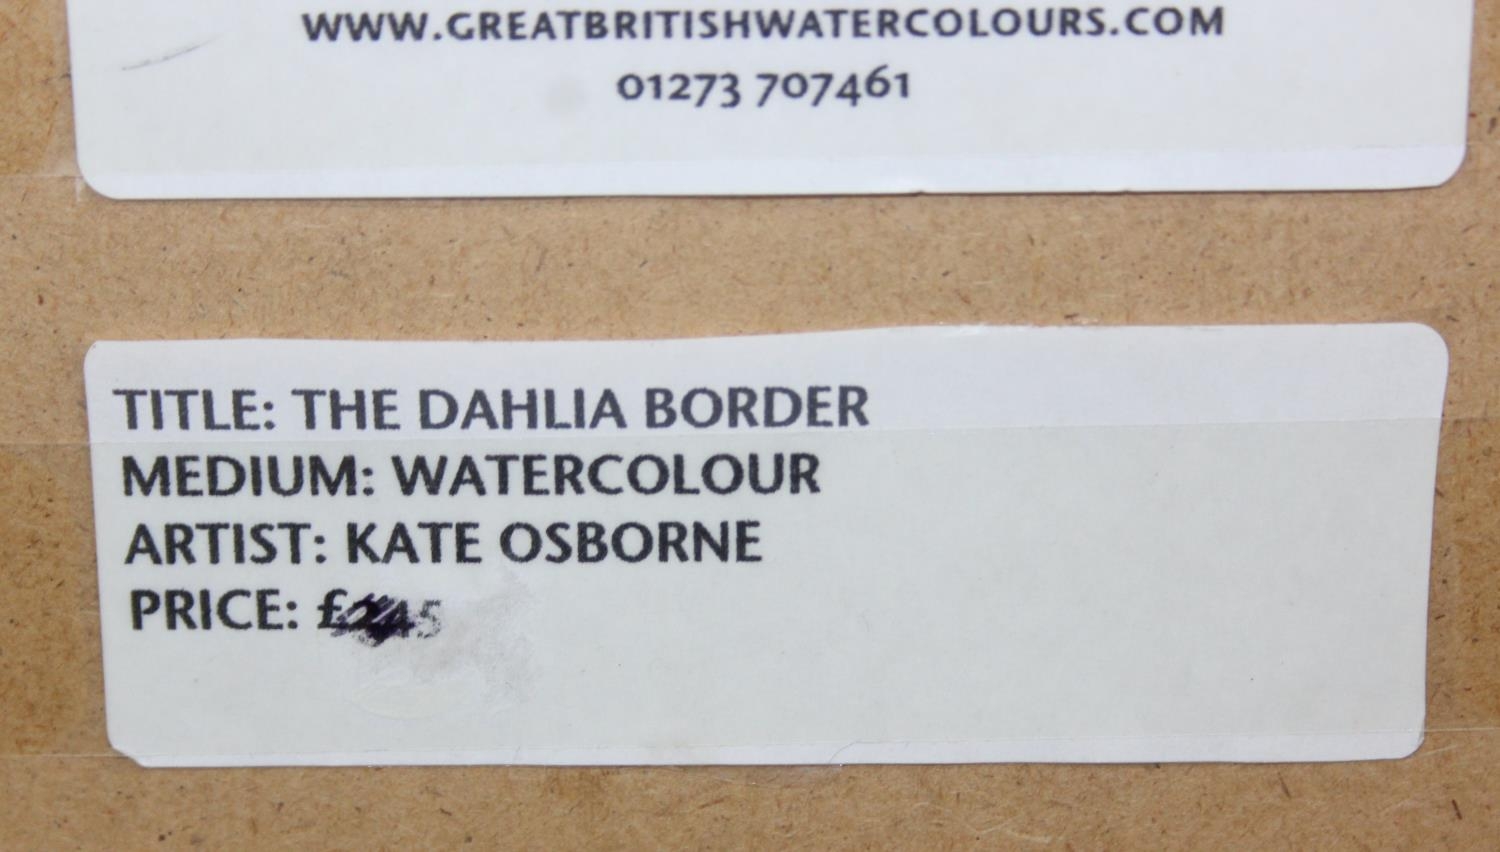 WWW.GREATBRITISHWATERCOLOURS.COM
01273 707461
TITLE: THE DAHLIA BORDER
MEDIUM: WATERCOLOUR
ARTIST: KATE OSBORNE
PRICE: